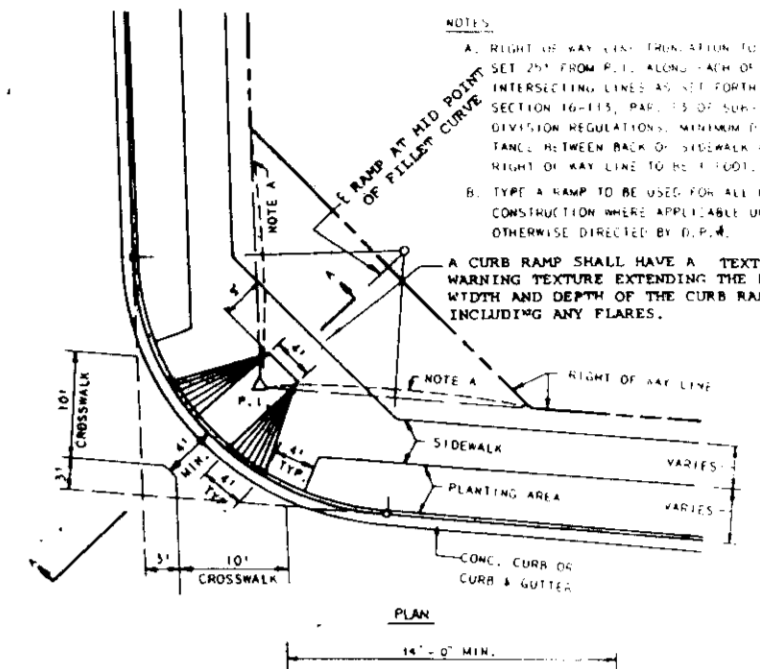 NOTES
A. RIGHT OF WAY LINE TRUNCATION TO
SET 25' FROM P.I. ALONG EACH OF
INTERSECTING LINES AS SET FORTH
SECTION 16-113, PAR. 13 OF SUB-
DIVISION REGULATIONS. MINIMUM
TANCE BETWEEN BACK OF SIDEWALK
RIGHT OF WAY LINE TO BE 1 FOOT.
B. TYPE A RAMP TO BE USED FOR ALL
CONSTRUCTION WHERE APPLICABLE
OTHERWISE DIRECTED BY D.P.W.
A CURB RAMP SHALL HAVE A TEXT
WARNING TEXTURE EXTENDING THE
WIDTH AND DEPTH OF THE CURB RAM
INCLUDING ANY FLARES.
℄ RAMP AT MID POINT
OF FILLET CURVE
NOTE A
A
5'
4'
P.I.
NOTE A
RIGHT OF WAY LINE
SIDEWALK
VARIES
PLANTING AREA
VARIES
CONC. CURB OR
CURB & GUTTER
10'
CROSSWALK
3'
4'
MIN.
4'
TYP.
4'
TYP.
A
3'
10'
CROSSWALK
PLAN
14'-0" MIN.